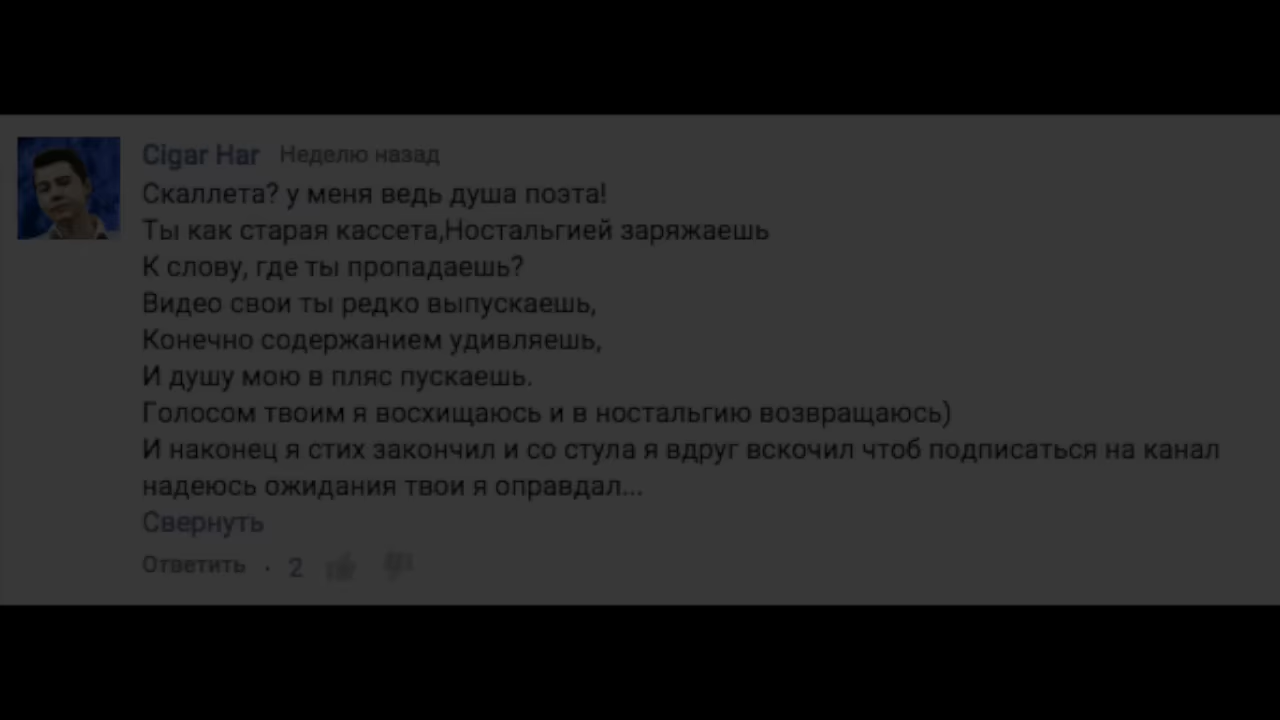 Cigar Har Неделю назад
Скаллета? у меня ведь душа поэта!
Ты как старая кассета,Ностальгией заряжаешь
К слову, где ты пропадаешь?
Видео свои ты редко выпускаешь,
Конечно содержанием удивляешь,
И душу мою в пляс пускаешь.
Голосом твоим я восхищаюсь и в ностальгию возвращаюсь)
И наконец я стих закончил и со стула я вдруг вскочил чтоб подписаться на канал
надеюсь ожидания твои я оправдал...
Свернуть
Ответить · 2